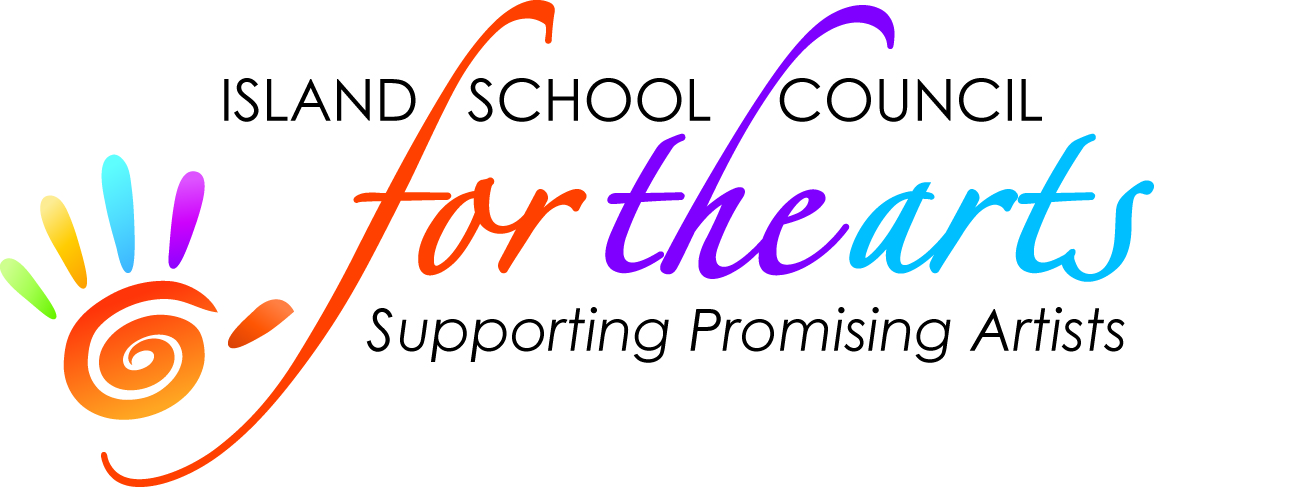 ISLAND SCHOOL COUNCIL
for the arts
Supporting Promising Artists